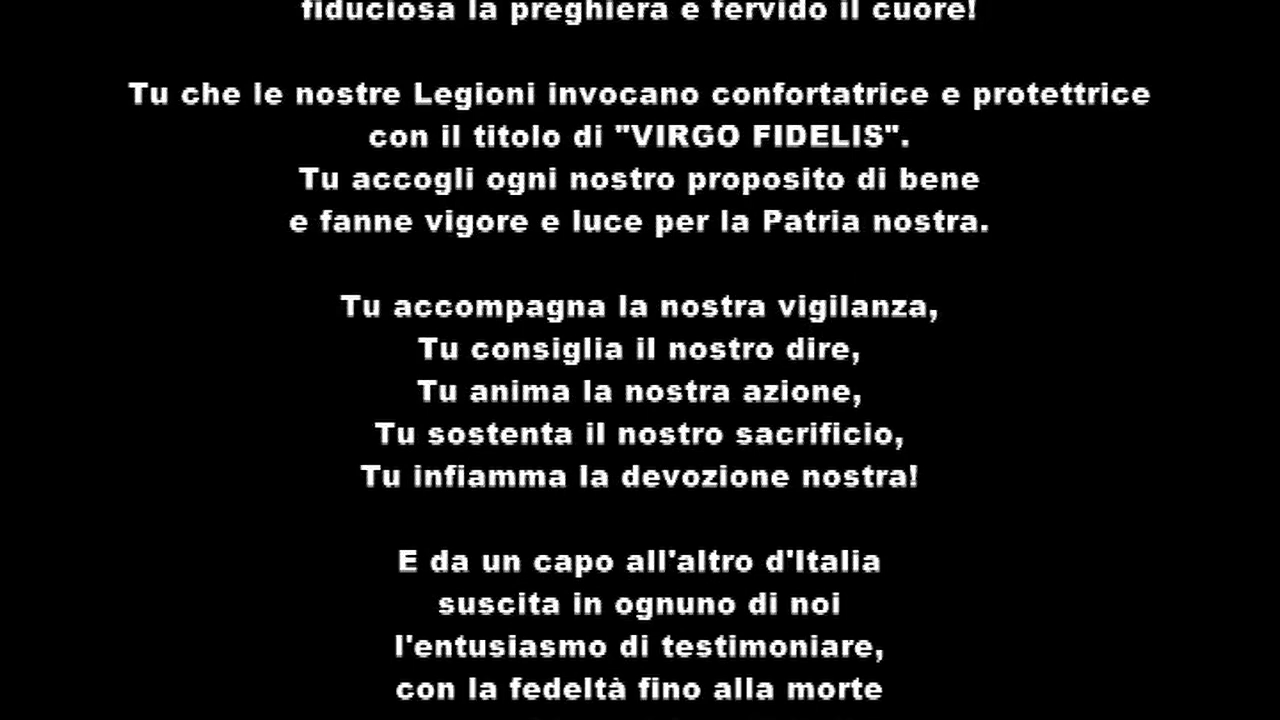 fiduciosa la preghiera e fervido il cuore!
Tu che le nostre Legioni invocano confortatrice e protettrice
con il titolo di "VIRGO FIDELIS".
Tu accogli ogni nostro proposito di bene
e fanne vigore e luce per la Patria nostra.
Tu accompagna la nostra vigilanza,
Tu consiglia il nostro dire,
Tu anima la nostra azione,
Tu sostenta il nostro sacrificio,
Tu infiamma la devozione nostra!
E da un capo all'altro d'Italia
suscita in ognuno di noi
l'entusiasmo di testimoniare,
con la fedeltà fino alla morte